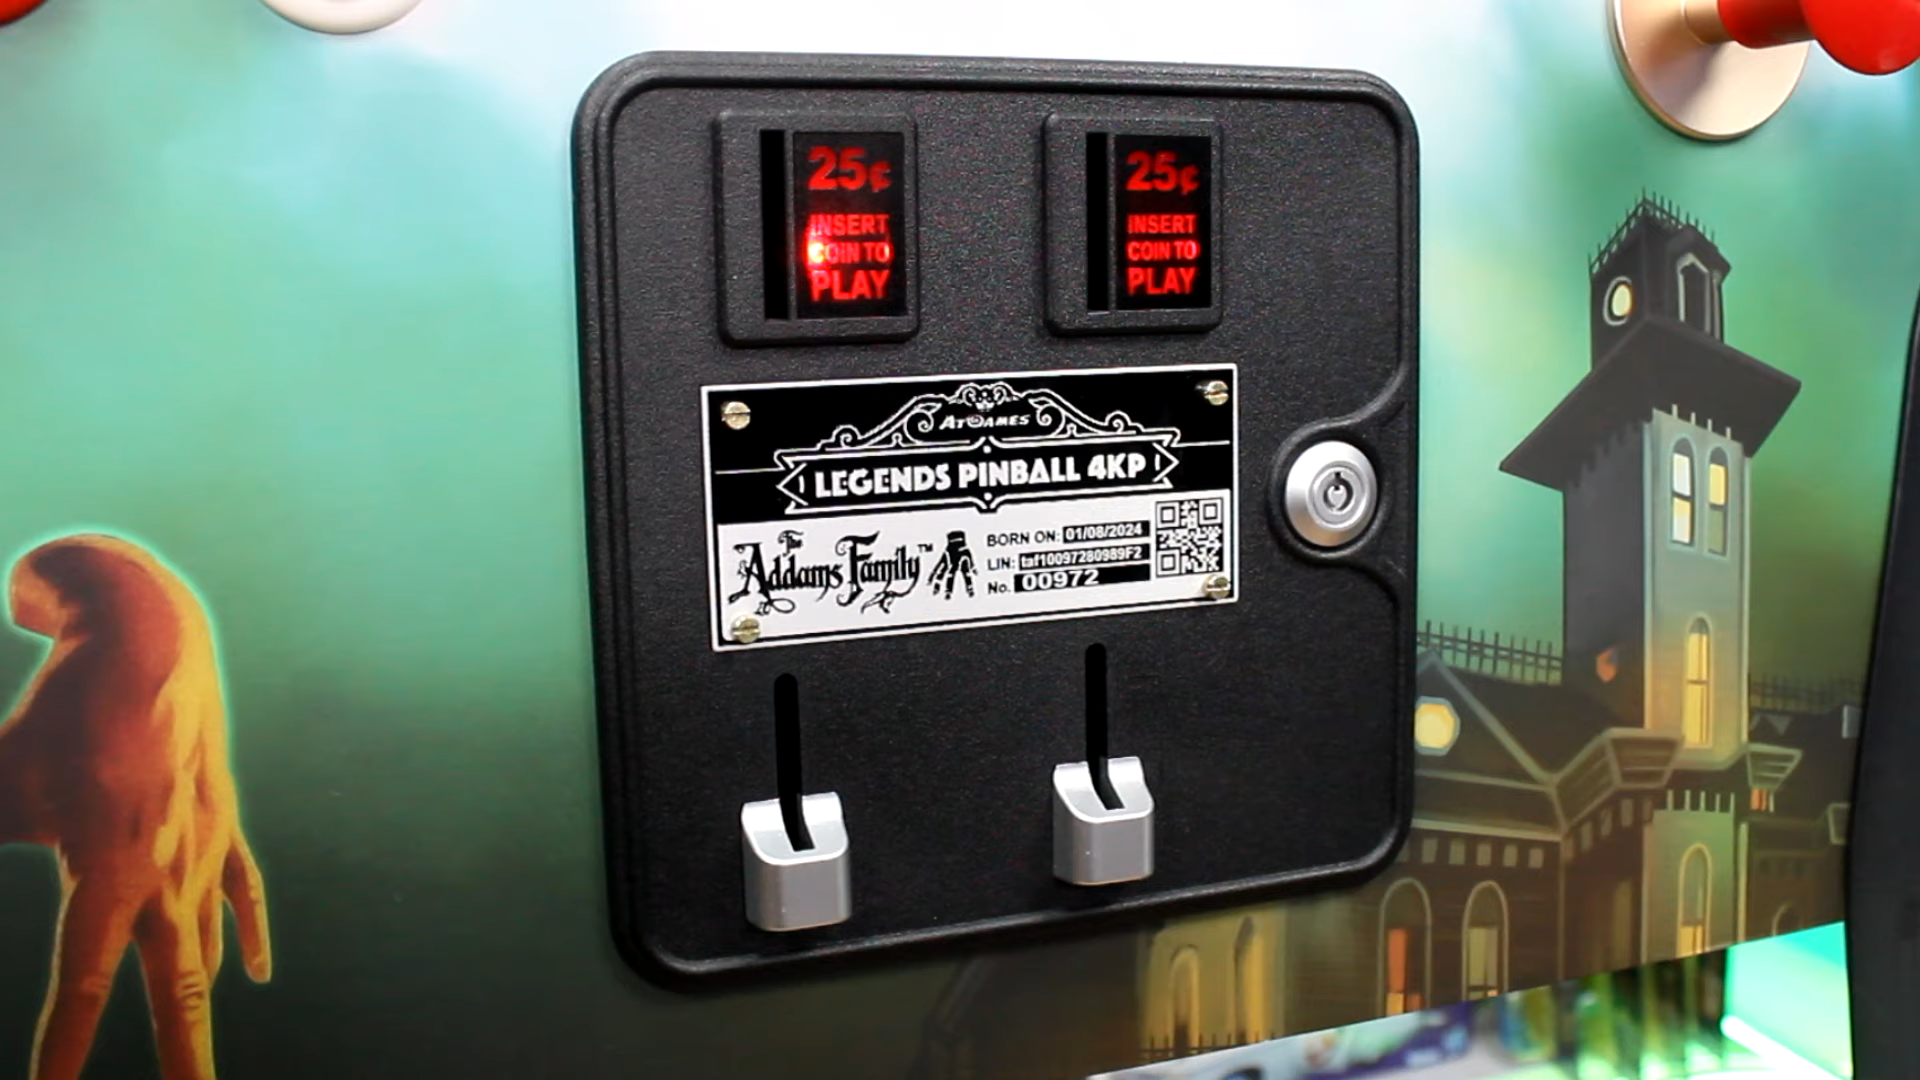 25¢
INSERT
COIN TO
PLAY
25¢
INSERT
COIN TO
PLAY
ATGAMES
LEGENDS PINBALL 4KP
The
Addams Family™
BORN ON: 01/08/2024
LIN: taf10097280989F2
No. 00972